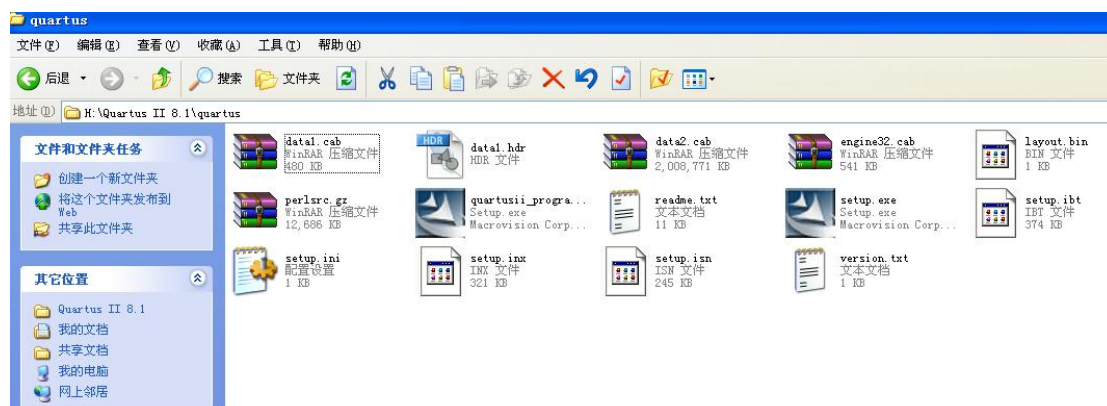 quartus
文件(F) 编辑(E) 查看(V) 收藏(A) 工具(T) 帮助(H)
后退 搜索 文件夹
地址(D) H:\Quartus II 8.1\quartus
文件和文件夹任务
创建一个新文件夹
将这个文件夹发布到
Web
共享此文件夹
其它位置
Quartus II 8.1
我的文档
共享文档
我的电脑
网上邻居
data1.cab
WinRAR 压缩文件
480 KB
HDR
data1.hdr
HDR 文件
data2.cab
WinRAR 压缩文件
2,008,771 KB
engine32.cab
WinRAR 压缩文件
541 KB
layout.bin
BIN 文件
1 KB
perlsrc.gz
WinRAR 压缩文件
12,686 KB
quartusii_progra...
Setup.exe
Macrovision Corp...
readme.txt
文本文档
11 KB
setup.exe
Setup.exe
Macrovision Corp...
setup.ibt
IBT 文件
374 KB
setup.ini
配置设置
1 KB
setup.inx
INX 文件
321 KB
setup.isn
ISN 文件
245 KB
version.txt
文本文档
1 KB